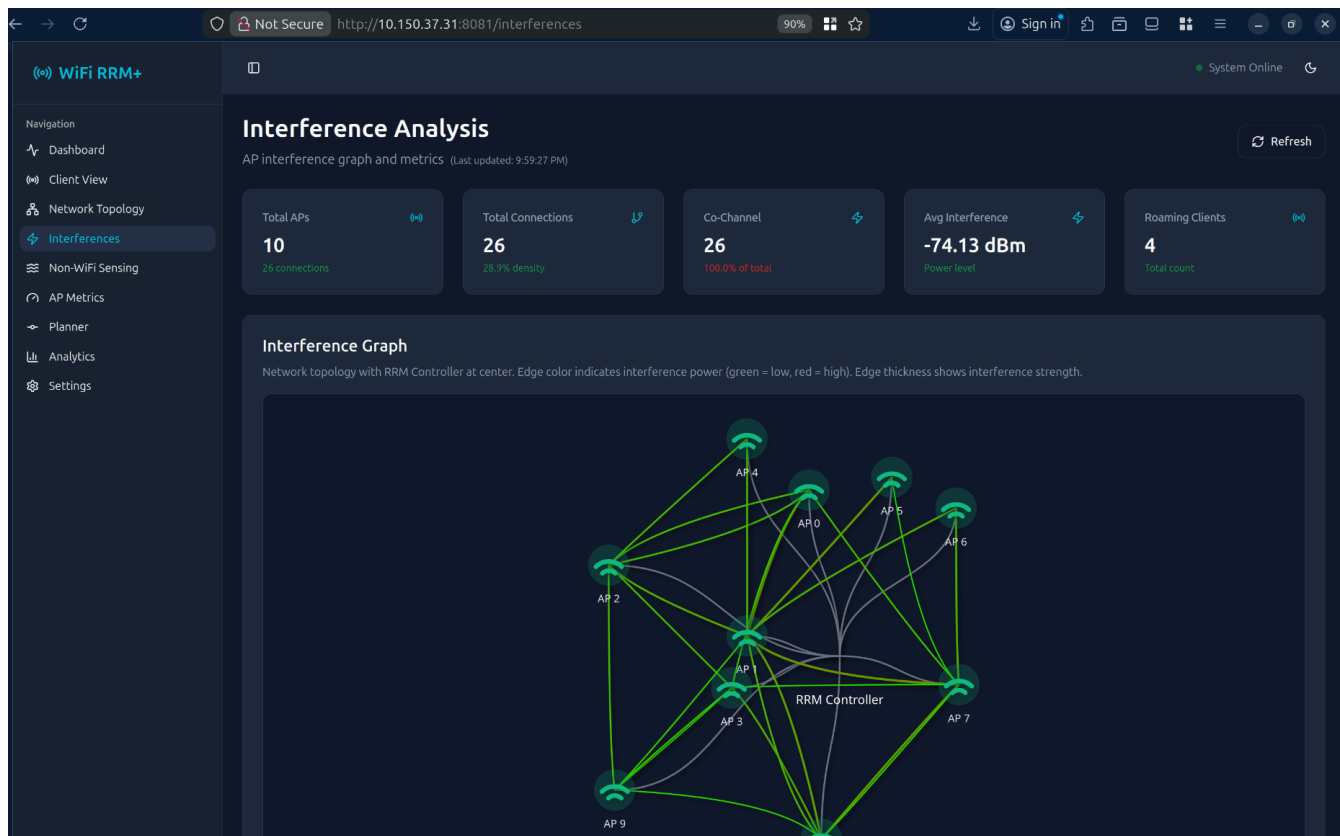 Not Secure http://10.150.37.31:8081/interferences 90% Sign in
WiFi RRM+
System Online
Navigation
Dashboard
Client View
Network Topology
Interferences
Non-WiFi Sensing
AP Metrics
Planner
Analytics
Settings
Interference Analysis
AP interference graph and metrics (Last updated: 9:59:27 PM)
Refresh
Total APs
10
26 connections
Total Connections
26
28.9% density
Co-Channel
26
100.0% of total
Avg Interference
-74.13 dBm
Power level
Roaming Clients
4
Total count
Interference Graph
Network topology with RRM Controller at center. Edge color indicates interference power (green = low, red = high). Edge thickness shows interference strength.
AP 4
AP 5
AP 0
AP 6
AP 2
AP 1
RRM Controller
AP 3
AP 7
AP 9